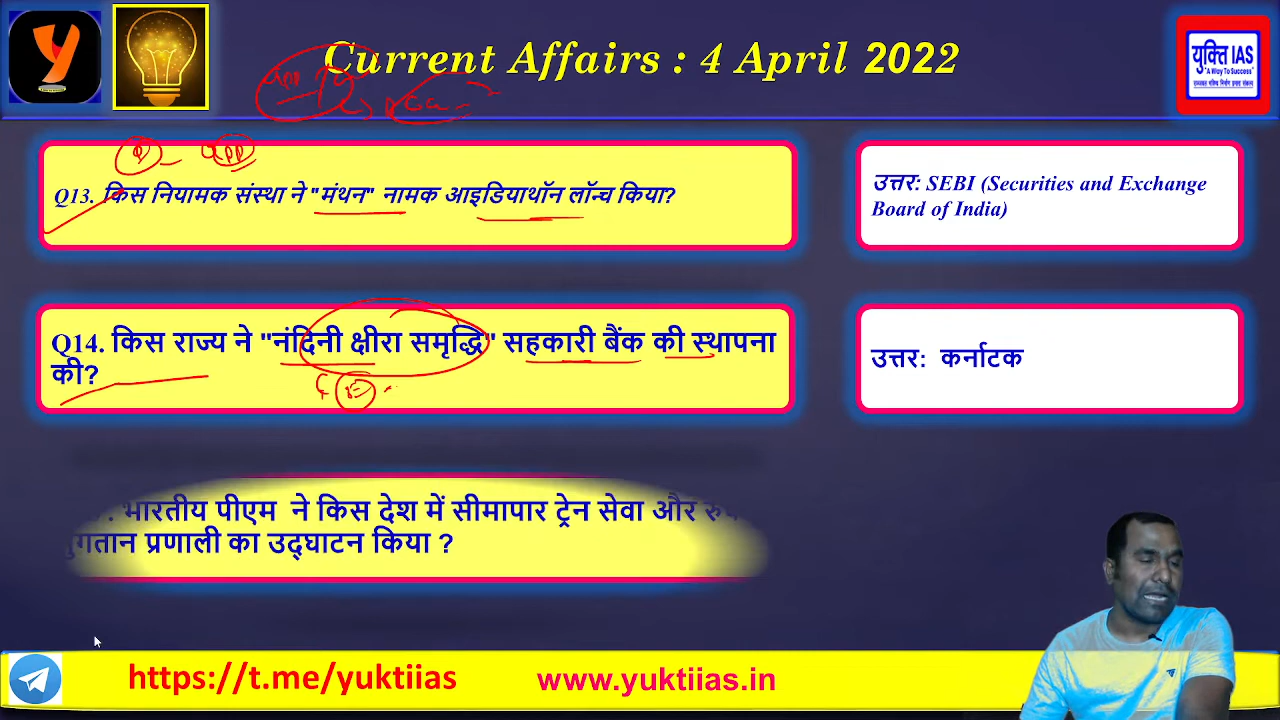 Current Affairs : 4 April 2022
युक्ति IAS
"A Way To Success"
Q13. किस नियामक संस्था ने "मंथन" नामक आइडियाथॉन लॉन्च किया?
उत्तर: SEBI (Securities and Exchange
Board of India)
Q14. किस राज्य ने "नंदिनी क्षीरा समृद्धि" सहकारी बैंक की स्थापना
की?
उत्तर: कर्नाटक
भारतीय पीएम ने किस देश में सीमापार ट्रेन सेवा और
प्रणाली का उद्घाटन किया ?
https://t.me/yuktiias
www.yuktiias.in